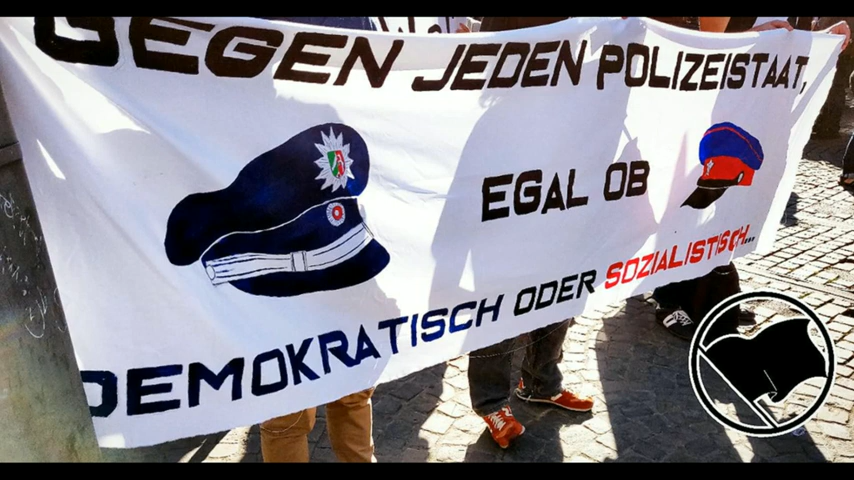 GEGEN JEDEN POLIZEISTAAT,
EGAL OB
DEMOKRATISCH ODER SOZIALISTISCH...